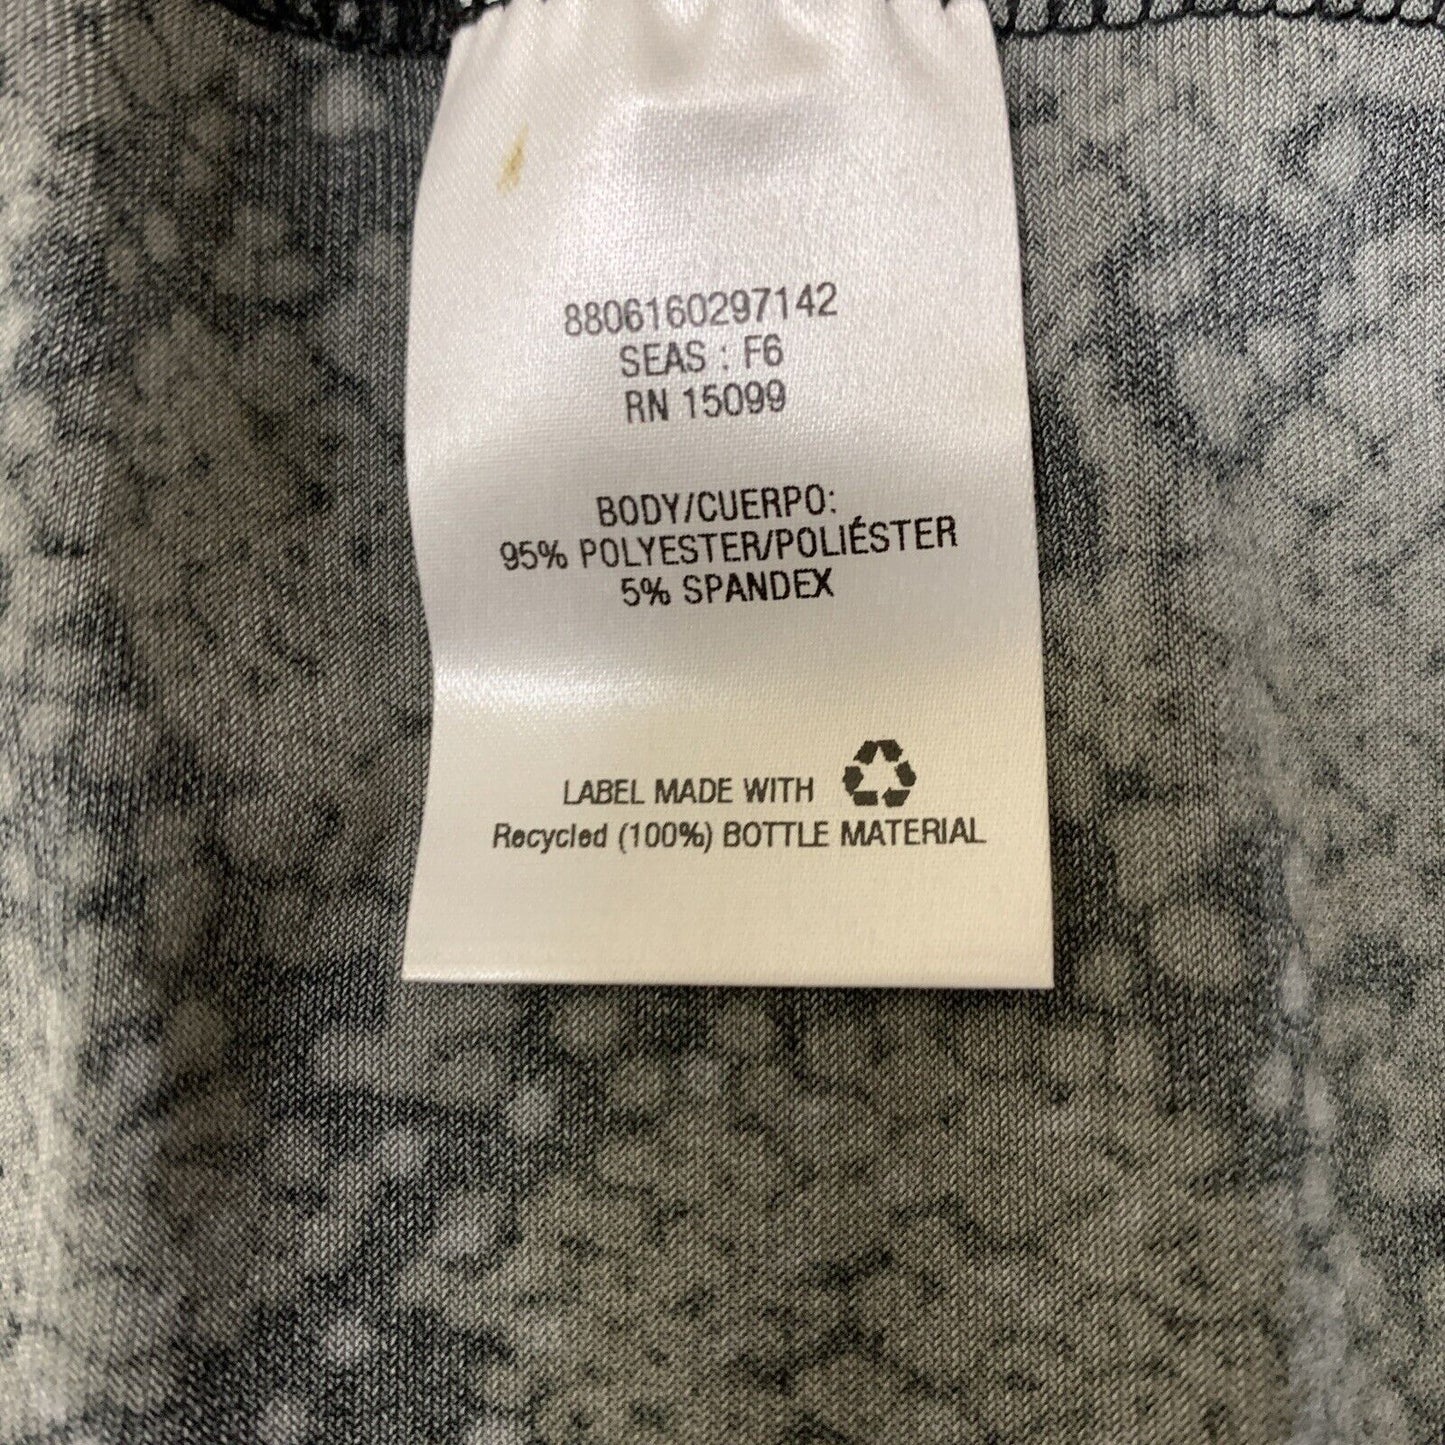 8806160297142
SEAS : F6
RN 15099
BODY/CUERPO:
95% POLYESTER/POLIÉSTER
5% SPANDEX
LABEL MADE WITH
Recycled (100%) BOTTLE MATERIAL